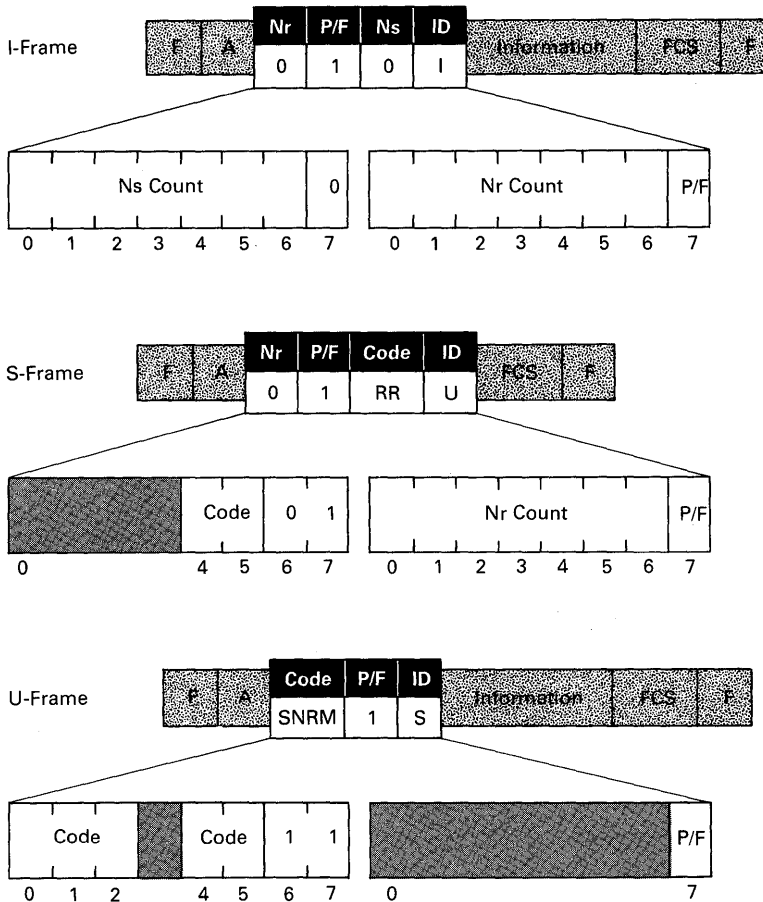 Nr P/F Ns ID
I-Frame F A 0 1 0 I Information FCS F
Ns Count 0 Nr Count P/F
0 1 2 3 4 5 6 7 0 1 2 3 4 5 6 7
Nr P/F Code ID
S-Frame F A 0 1 RR U FCS F
Code 0 1 Nr Count P/F
0 4 5 6 7 0 1 2 3 4 5 6 7
Code P/F ID
U-Frame F A SNRM 1 S Information FCS F
Code Code 1 1 P/F
0 1 2 4 5 6 7 0 7